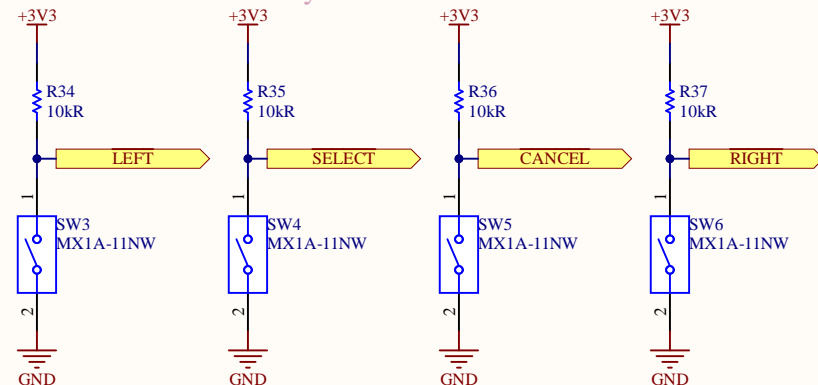 +3V3
+3V3
+3V3
+3V3
R34
10kR
R35
10kR
R36
10kR
R37
10kR
LEFT
SELECT
CANCEL
RIGHT
1
1
1
1
SW3
MX1A-11NW
SW4
MX1A-11NW
SW5
MX1A-11NW
SW6
MX1A-11NW
2
2
2
2
GND
GND
GND
GND